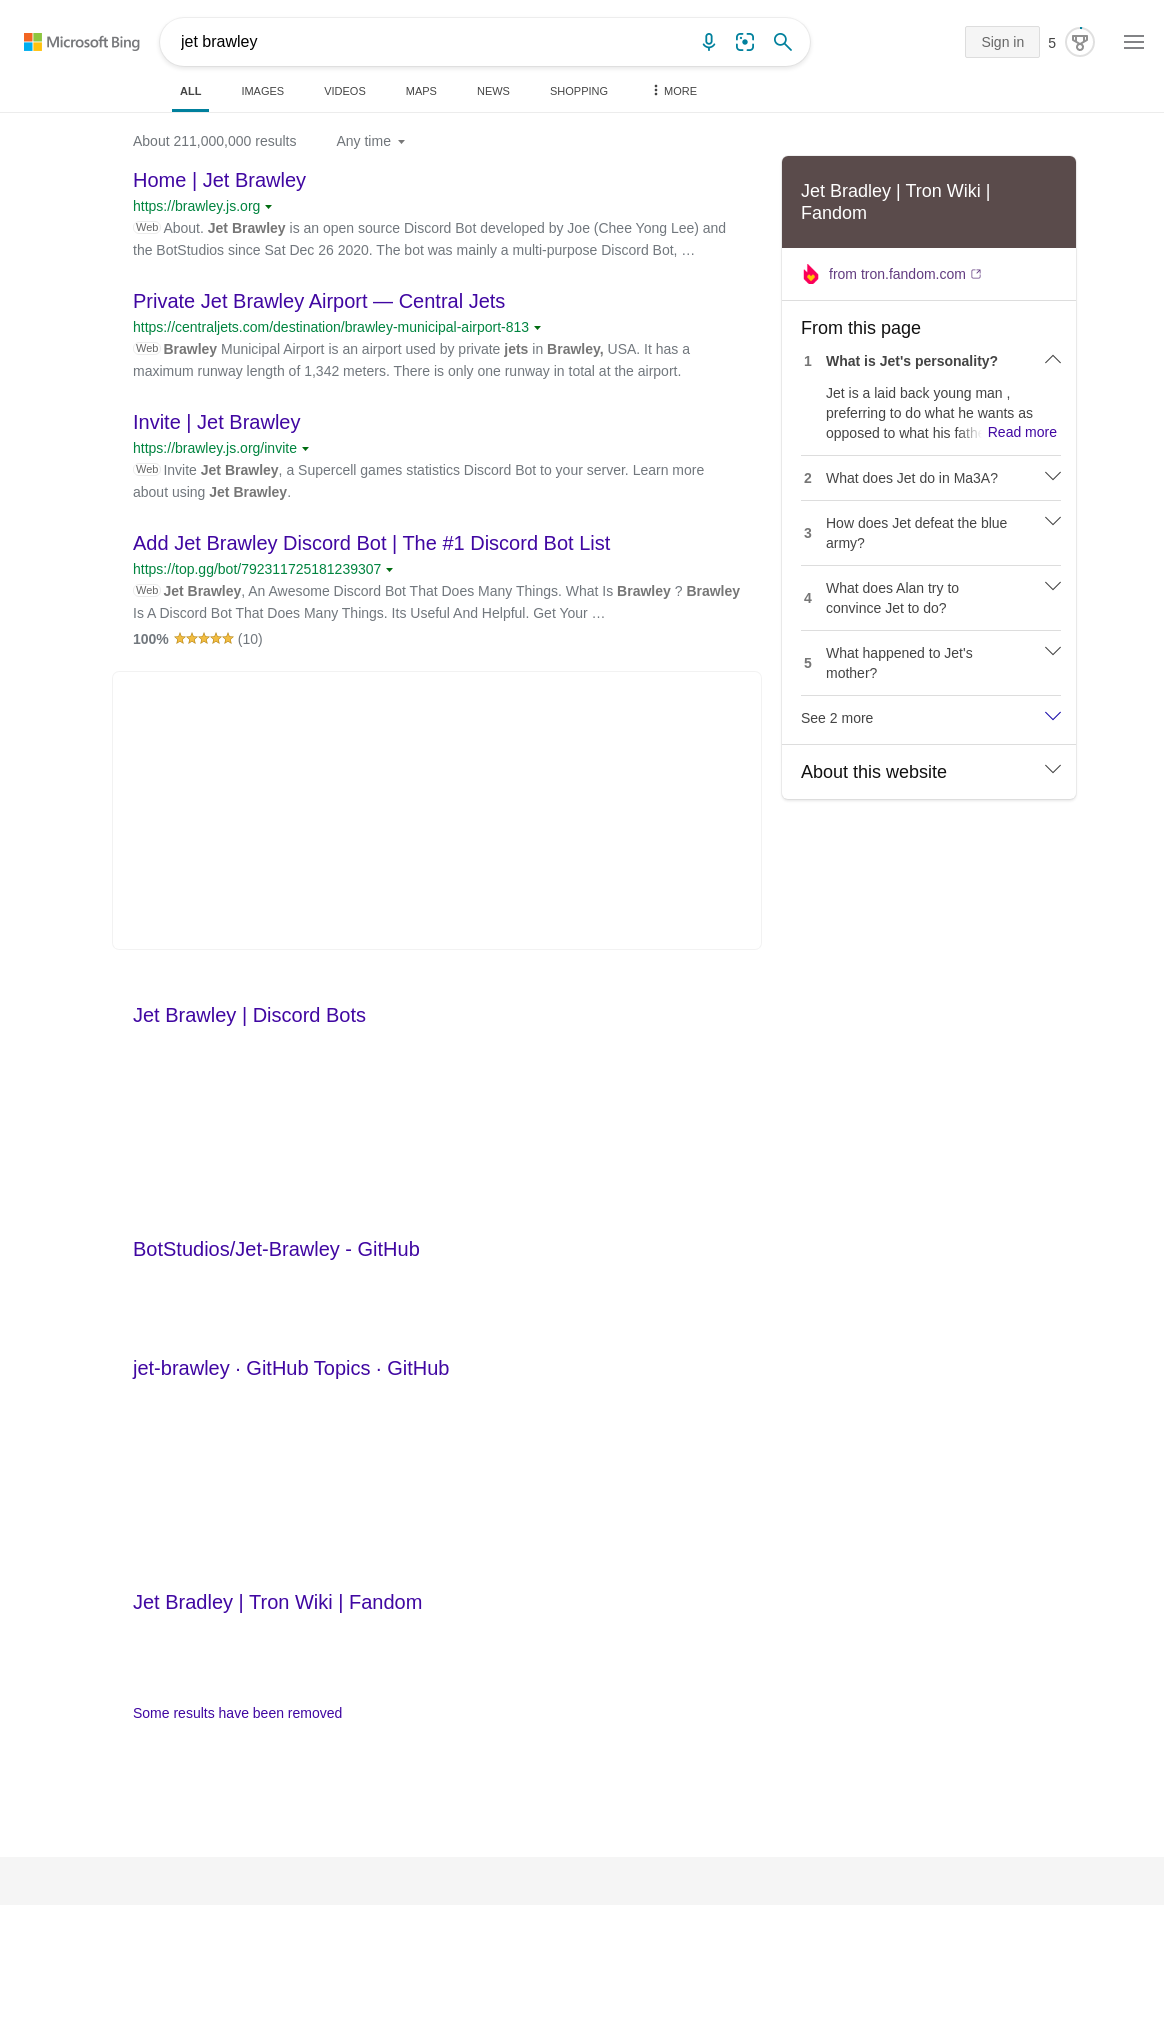 Microsoft Bing
jet brawley
Sign in
5
ALL
IMAGES
VIDEOS
MAPS
NEWS
SHOPPING
MORE
About 211,000,000 results
Any time
Home | Jet Brawley
https://brawley.js.org
Web About. Jet Brawley is an open source Discord Bot developed by Joe (Chee Yong Lee) and
the BotStudios since Sat Dec 26 2020. The bot was mainly a multi-purpose Discord Bot, …
Private Jet Brawley Airport — Central Jets
https://centraljets.com/destination/brawley-municipal-airport-813
Web Brawley Municipal Airport is an airport used by private jets in Brawley, USA. It has a
maximum runway length of 1,342 meters. There is only one runway in total at the airport.
Invite | Jet Brawley
https://brawley.js.org/invite
Web Invite Jet Brawley, a Supercell games statistics Discord Bot to your server. Learn more
about using Jet Brawley.
Add Jet Brawley Discord Bot | The #1 Discord Bot List
https://top.gg/bot/792311725181239307
Web Jet Brawley, An Awesome Discord Bot That Does Many Things. What Is Brawley ? Brawley
Is A Discord Bot That Does Many Things. Its Useful And Helpful. Get Your …
100% (10)
Jet Brawley | Discord Bots
BotStudios/Jet-Brawley - GitHub
jet-brawley · GitHub Topics · GitHub
Jet Bradley | Tron Wiki | Fandom
Some results have been removed
Jet Bradley | Tron Wiki |
Fandom
from tron.fandom.com
From this page
1 What is Jet's personality?
Jet is a laid back young man ,
preferring to do what he wants as
opposed to what his fathe Read more
2 What does Jet do in Ma3A?
3 How does Jet defeat the blue
army?
4 What does Alan try to
convince Jet to do?
5 What happened to Jet's
mother?
See 2 more
About this website